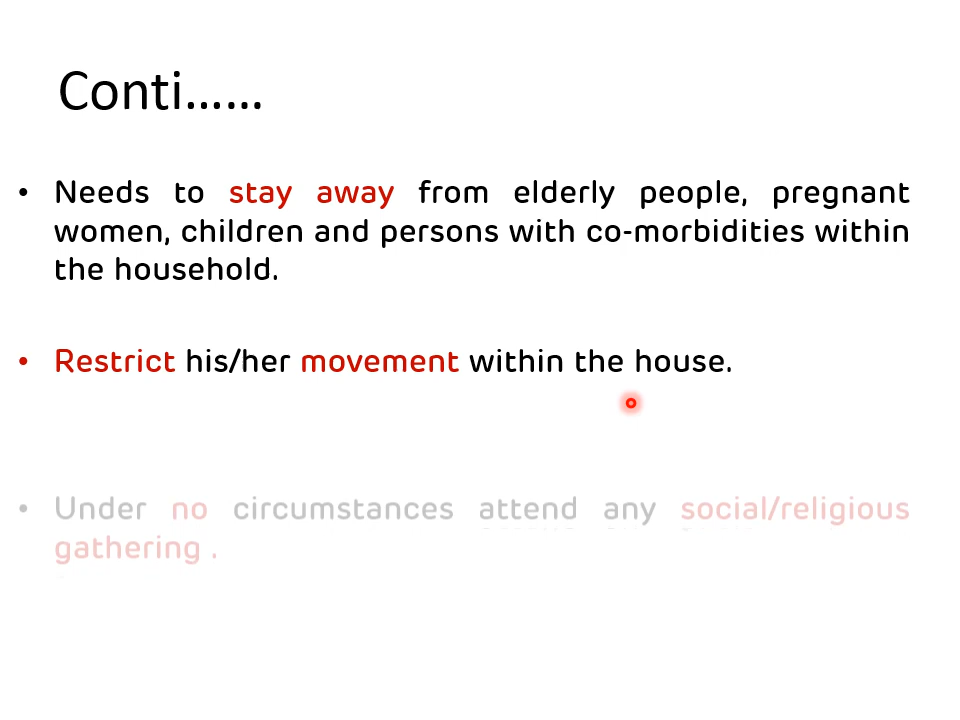 Conti……
• Needs to stay away from elderly people, pregnant
women, children and persons with co-morbidities within
the household.
• Restrict his/her movement within the house.
• Under no circumstances attend any social/religious
gathering .